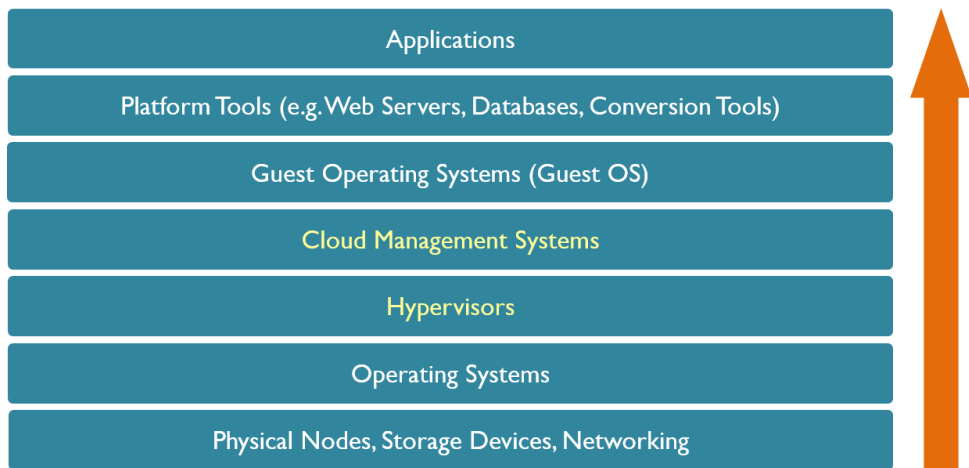 Applications
Platform Tools (e.g. Web Servers, Databases, Conversion Tools)
Guest Operating Systems (Guest OS)
Cloud Management Systems
Hypervisors
Operating Systems
Physical Nodes, Storage Devices, Networking